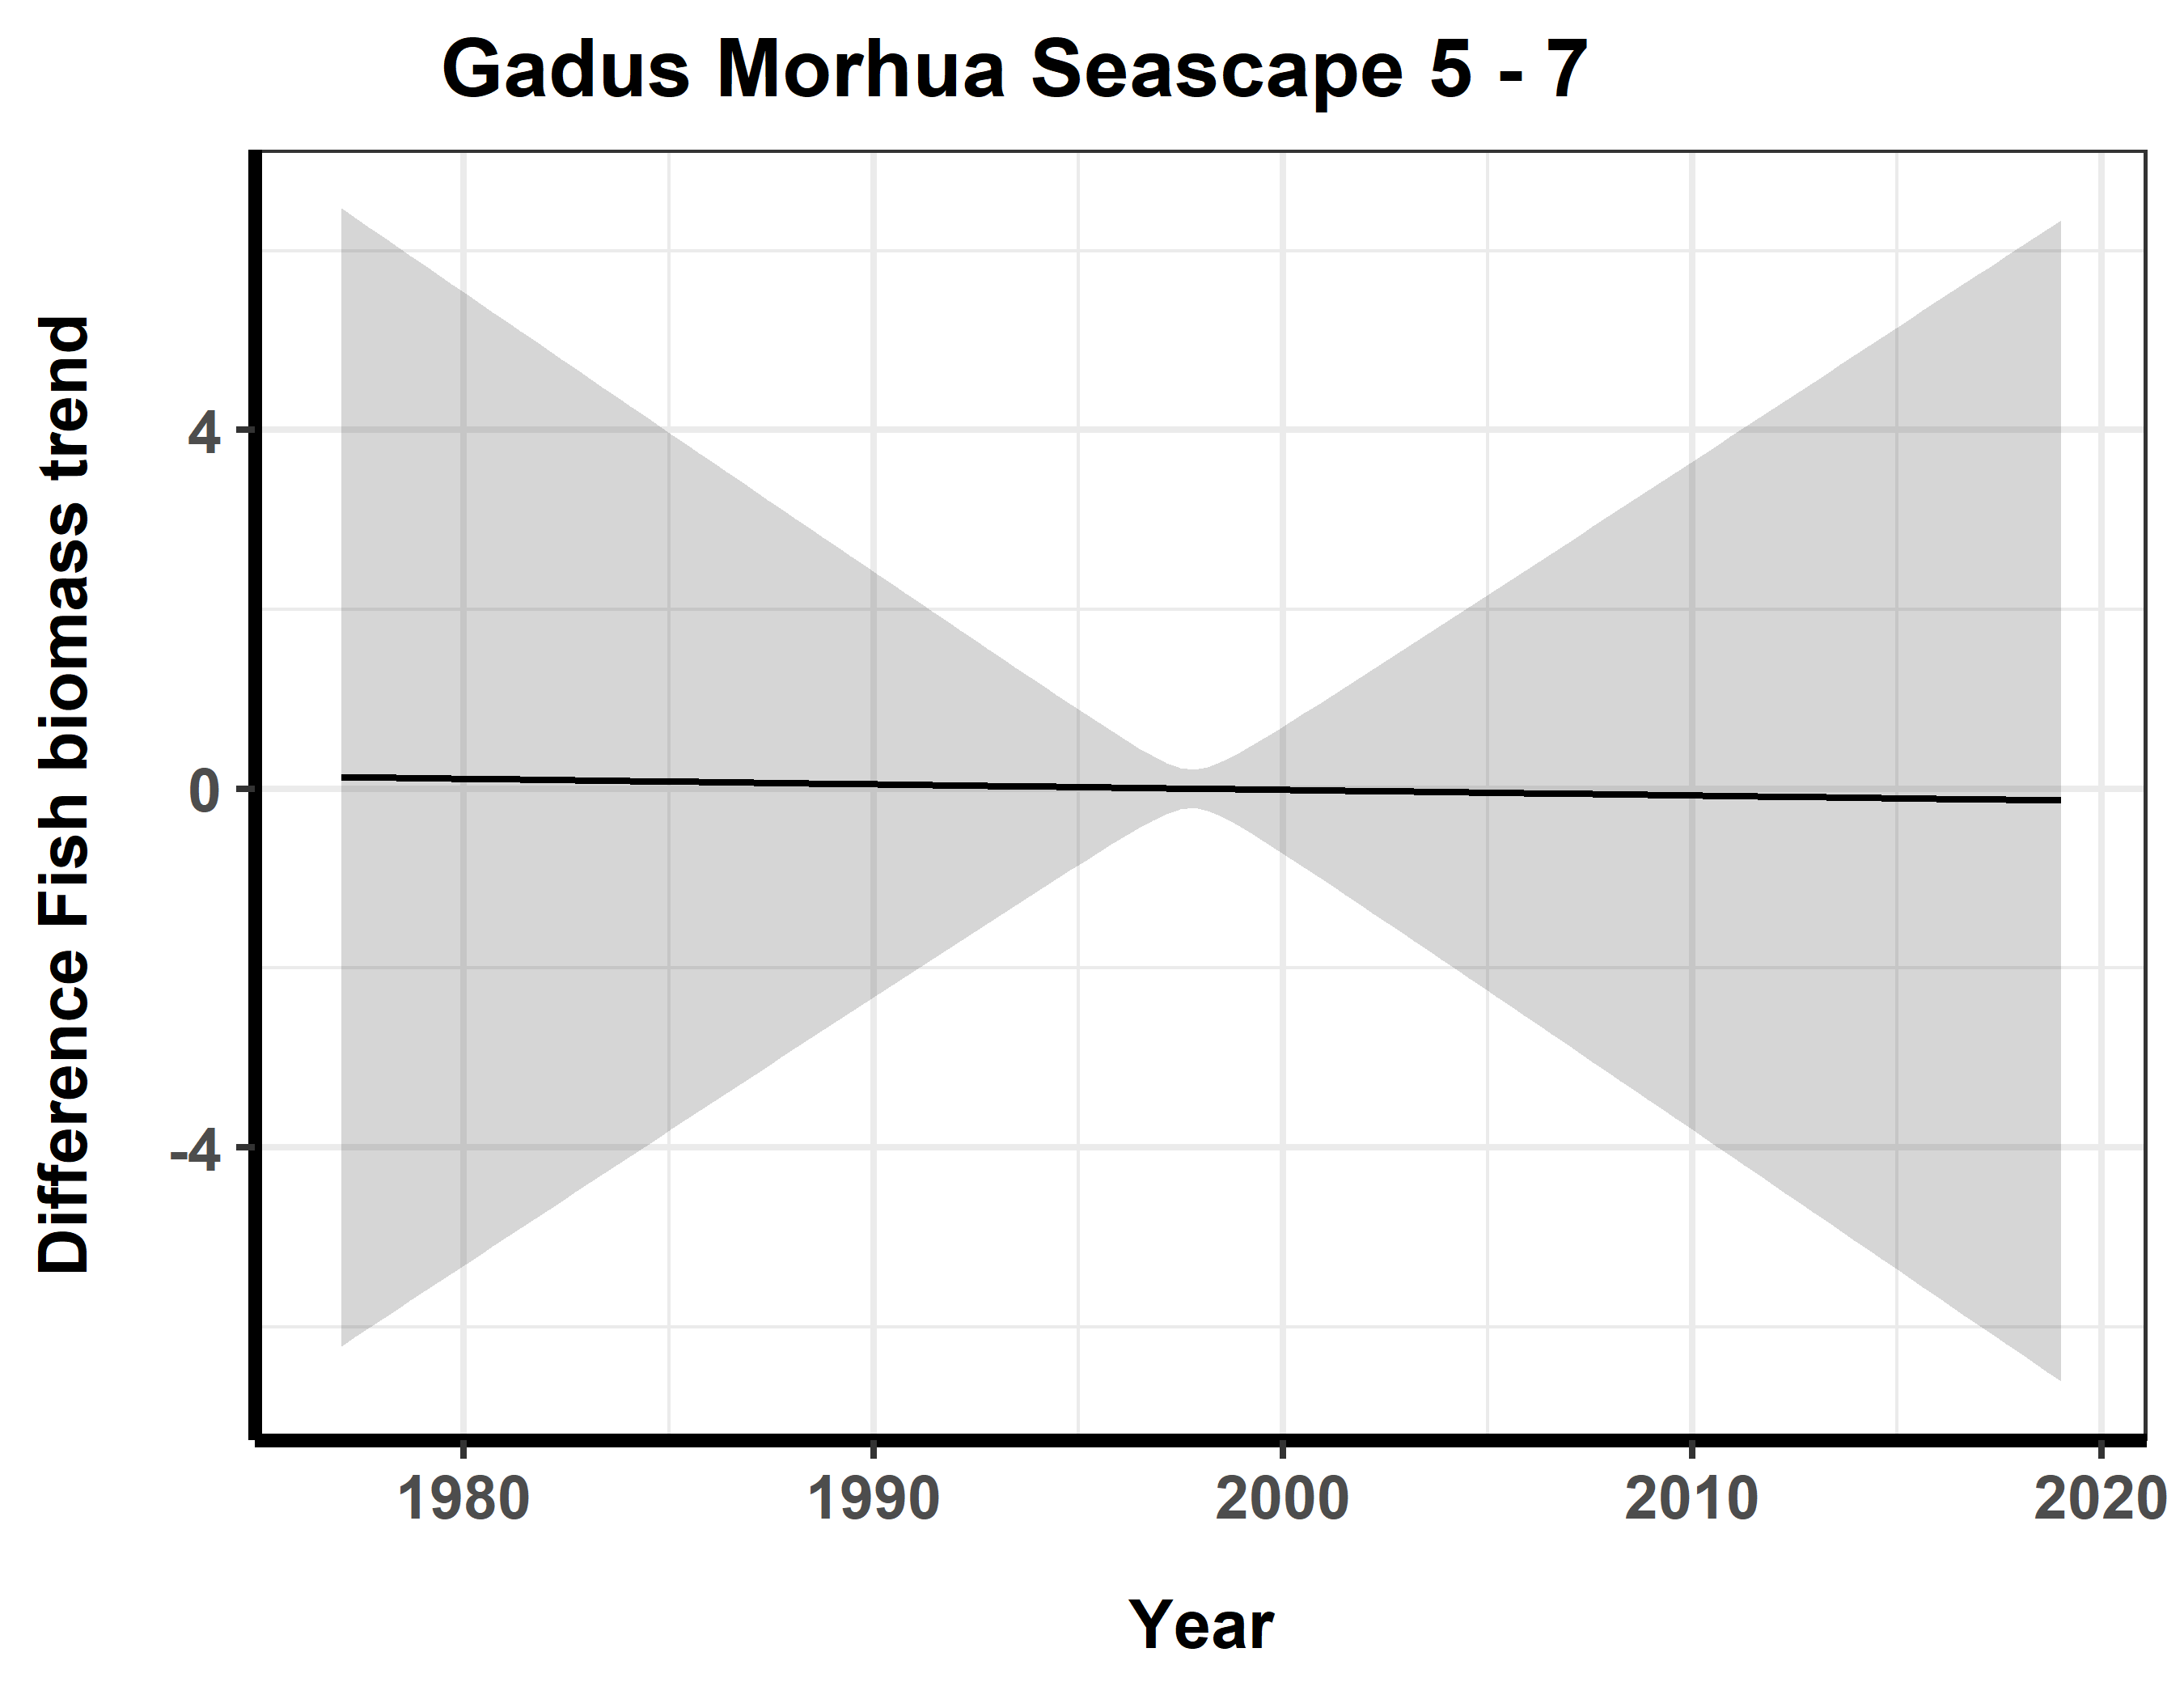 Gadus Morhua Seascape 5 - 7
Difference Fish biomass trend
4
0
-4
1980 1990 2000 2010 2020
Year